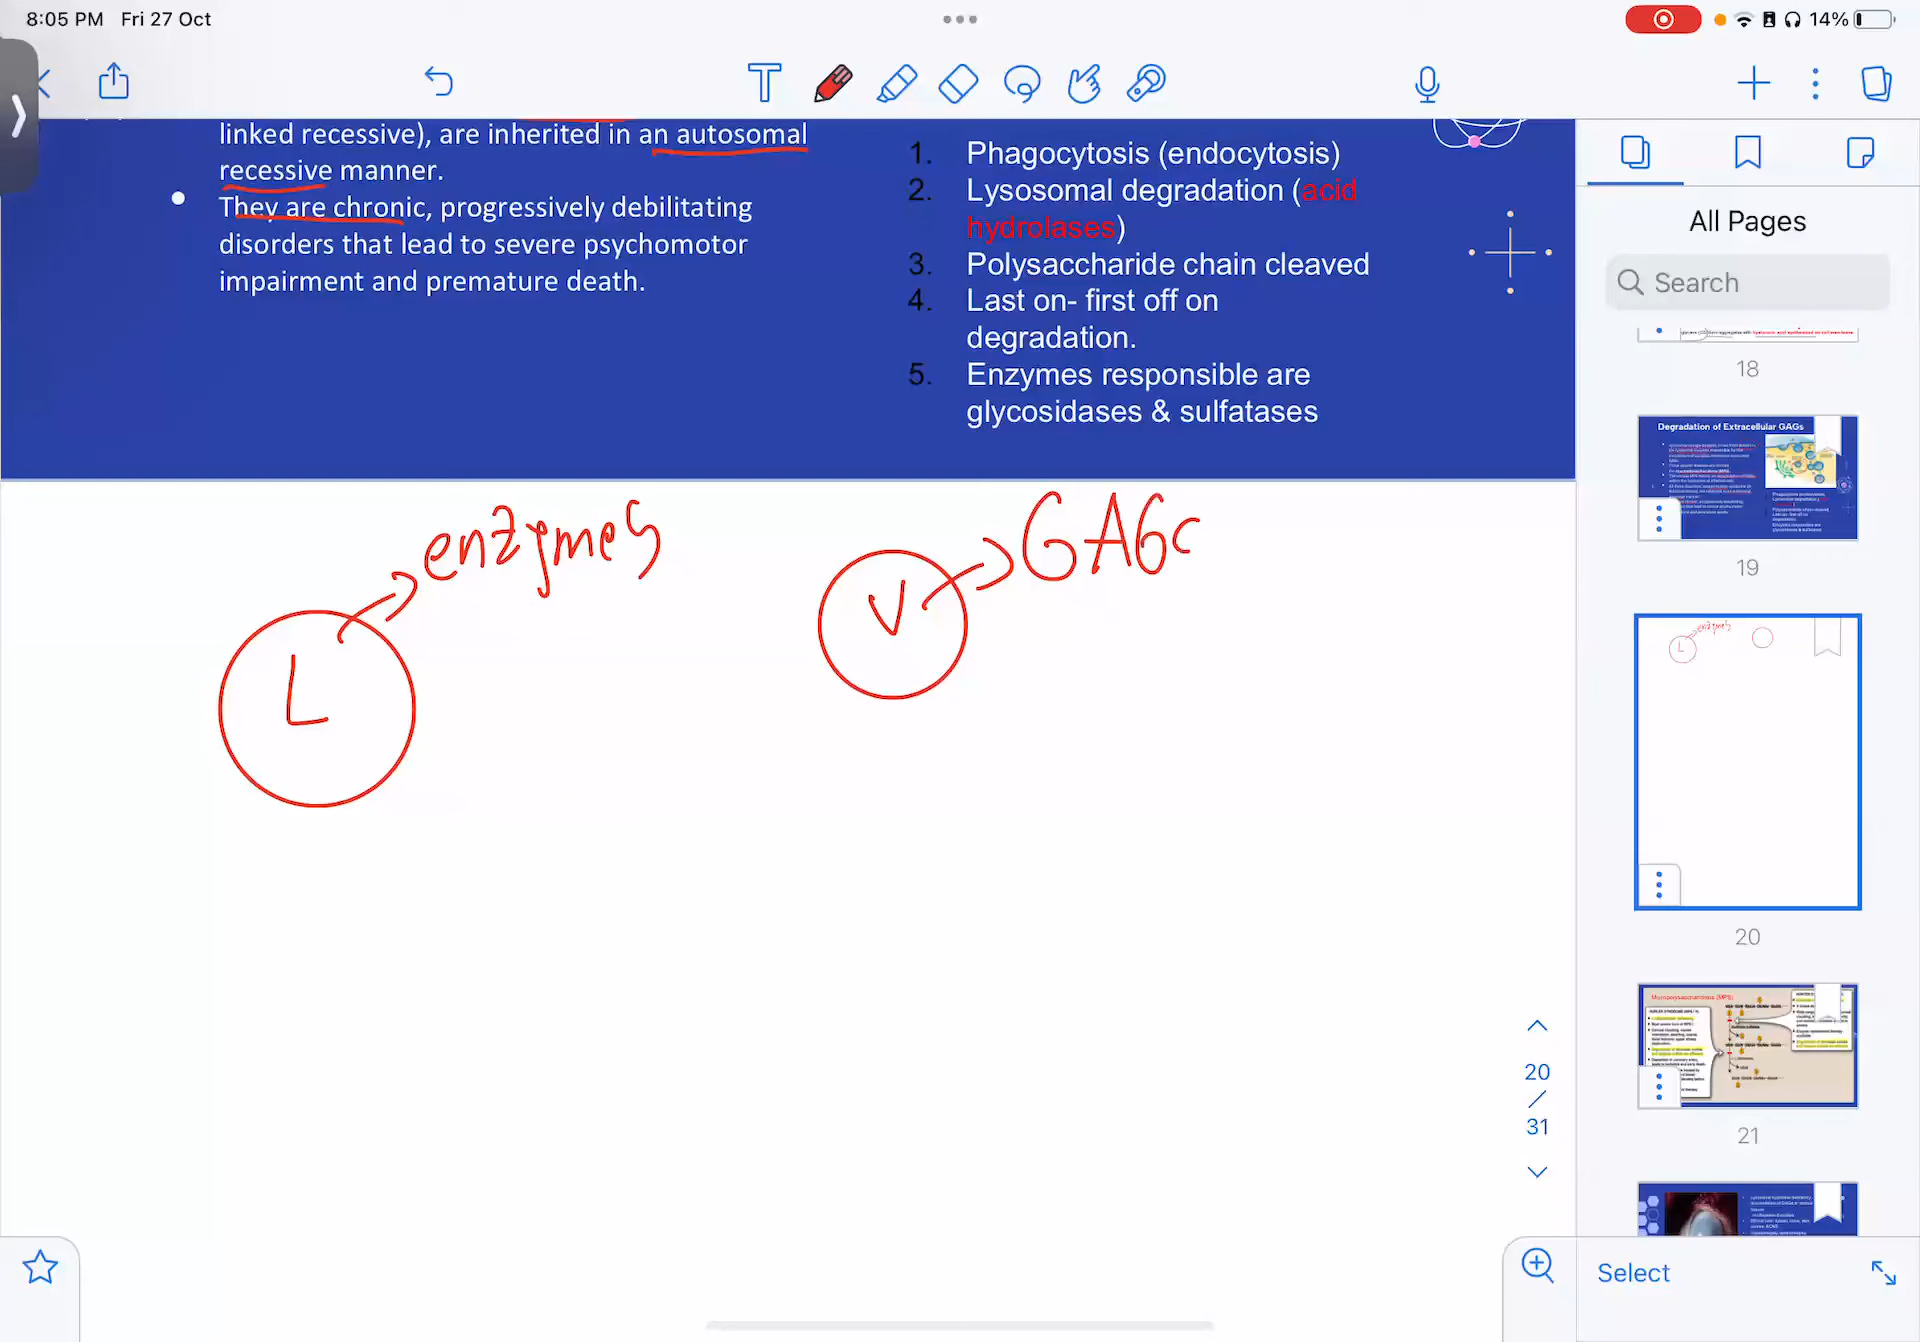 8:05 PM Fri 27 Oct
14%
linked recessive), are inherited in an autosomal
recessive manner.
They are chronic, progressively debilitating
disorders that lead to severe psychomotor
impairment and premature death.
1. Phagocytosis (endocytosis)
2. Lysosomal degradation (acid
hydrolases)
3. Polysaccharide chain cleaved
4. Last on- first off on
degradation.
5. Enzymes responsible are
glycosidases & sulfatases
enzymes
L
GAGs
V
20
/
31
All Pages
Search
18
Degradation of Extracellular GAGs
19
enzymes
L
20
Mucopolysaccharidoses (MPS)
21
Select